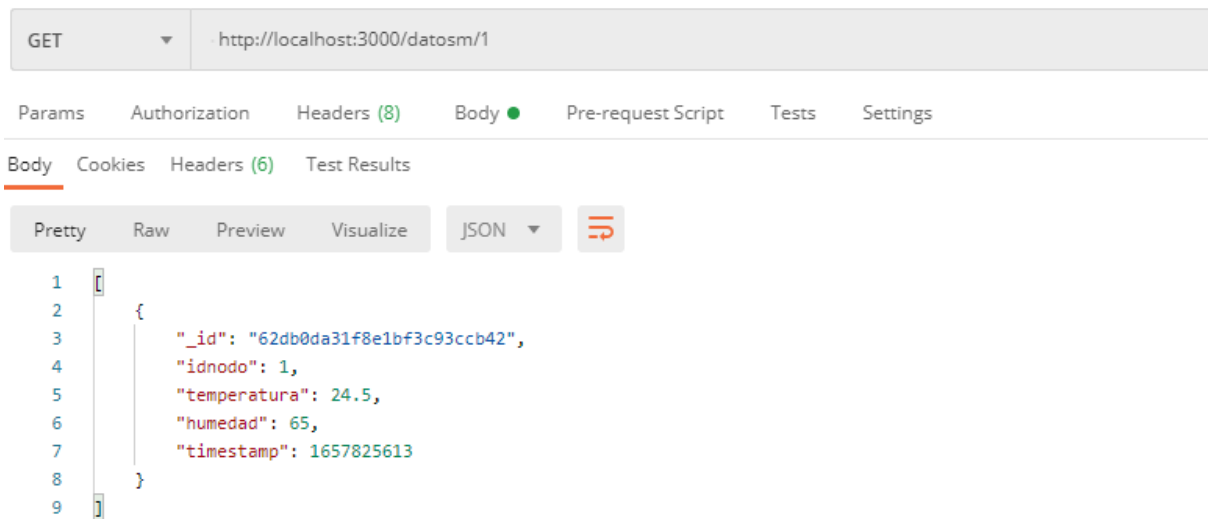 GET http://localhost:3000/datosm/1
Params Authorization Headers (8) Body Pre-request Script Tests Settings
Body Cookies Headers (6) Test Results
Pretty Raw Preview Visualize JSON
1 [
2 {
3 "_id": "62db0da31f8e1bf3c93ccb42",
4 "idnodo": 1,
5 "temperatura": 24.5,
6 "humedad": 65,
7 "timestamp": 1657825613
8 }
9 ]